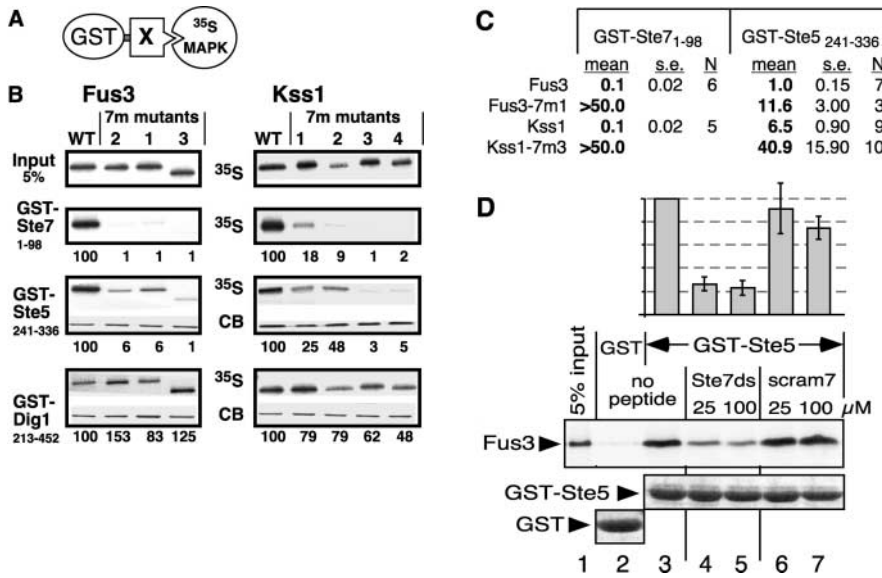 A
GST X 35S MAPK
B
Fus3 Kss1
7m mutants 7m mutants
WT 2 1 3 WT 1 2 3 4
Input 5% 35S
GST-Ste7 1-98 35S
100 1 1 1 100 18 9 1 2
GST-Ste5 241-336 35S
CB
100 6 6 1 100 25 48 3 5
GST-Dig1 213-452 35S
CB
100 153 83 125 100 79 79 62 48
C
GST-Ste7 1-98 GST-Ste5 241-336
mean s.e. N mean s.e. N
Fus3 0.1 0.02 6 1.0 0.15 7
Fus3-7m1 >50.0 11.6 3.00 3
Kss1 0.1 0.02 5 6.5 0.90 9
Kss1-7m3 >50.0 40.9 15.90 10
D
5% input GST GST-Ste5
no peptide Ste7ds scram7
25 100 25 100 µM
Fus3
GST-Ste5
GST
1 2 3 4 5 6 7